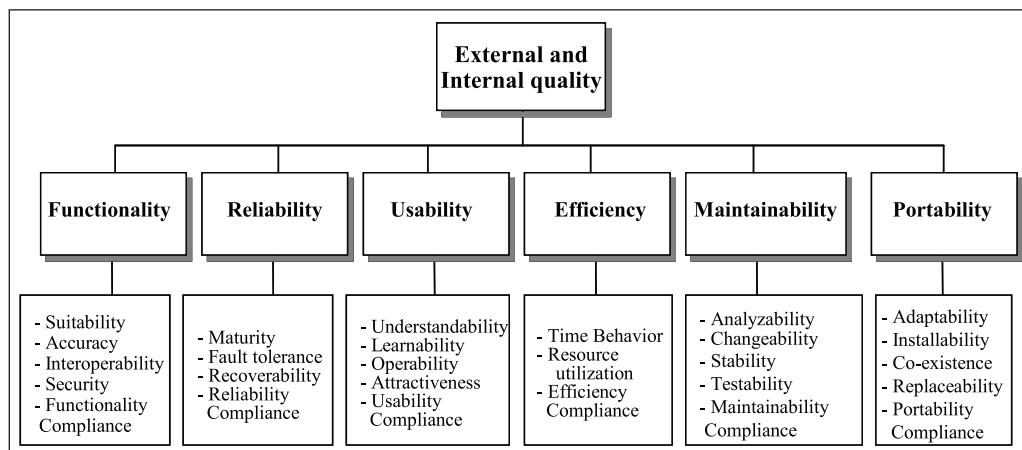 External and
Internal quality
Functionality
Reliability
Usability
Efficiency
Maintainability
Portability
- Suitability
- Accuracy
- Interoperability
- Security
- Functionality
Compliance
- Maturity
- Fault tolerance
- Recoverability
- Reliability
Compliance
- Understandability
- Learnability
- Operability
- Attractiveness
- Usability
Compliance
- Time Behavior
- Resource
utilization
- Efficiency
Compliance
- Analyzability
- Changeability
- Stability
- Testability
- Maintainability
Compliance
- Adaptability
- Installability
- Co-existence
- Replaceability
- Portability
Compliance